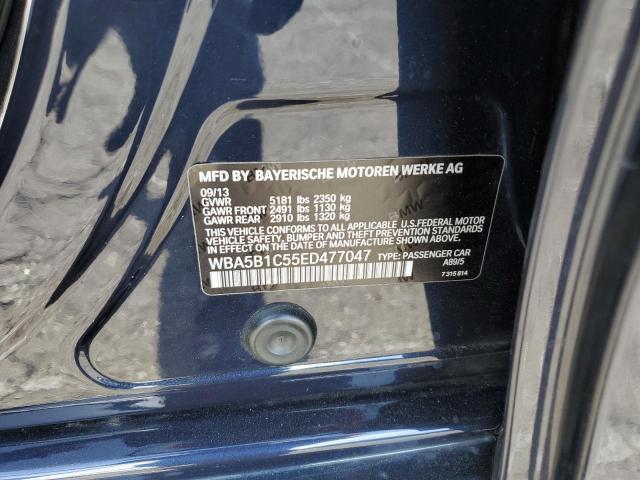 MFD BY BAYERISCHE MOTOREN WERKE AG
09/13
GVWR 5181 lbs 2350 kg
GAWR FRONT 2491 lbs 1130 kg
GAWR REAR 2910 lbs 1320 kg
THIS VEHICLE CONFORMS TO ALL APPLICABLE U.S.FEDERAL MOTOR
VEHICLE SAFETY, BUMPER, AND THEFT PREVENTION
STANDARDS IN EFFECT ON THE DATE OF MANUFACTURE SHOWN ABOVE.
WBA5B1C55ED477047 TYPE: PASSENGER CAR
A89/5
7 315 814